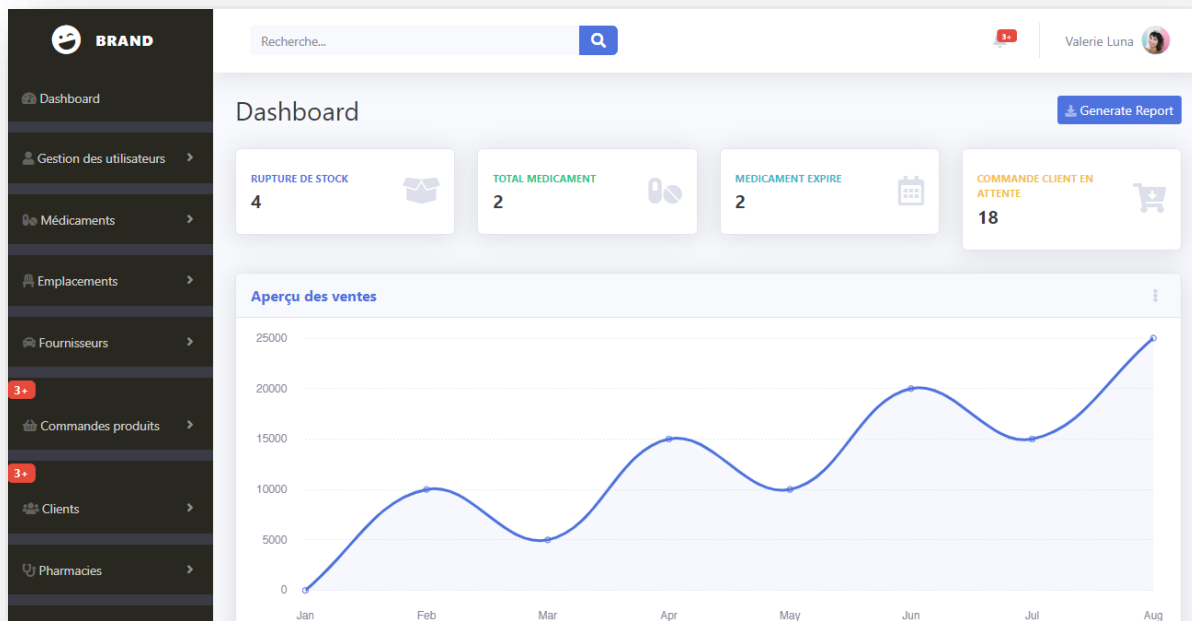 BRAND
Recherche...
3+
Valerie Luna
Dashboard
Gestion des utilisateurs
Médicaments
Emplacements
Fournisseurs
3+
Commandes produits
3+
Clients
Pharmacies
Dashboard
Generate Report
RUPTURE DE STOCK
4
TOTAL MEDICAMENT
2
MEDICAMENT EXPIRE
2
COMMANDE CLIENT EN
ATTENTE
18
Aperçu des ventes
25000
20000
15000
10000
5000
0
Jan Feb Mar Apr May Jun Jul Aug